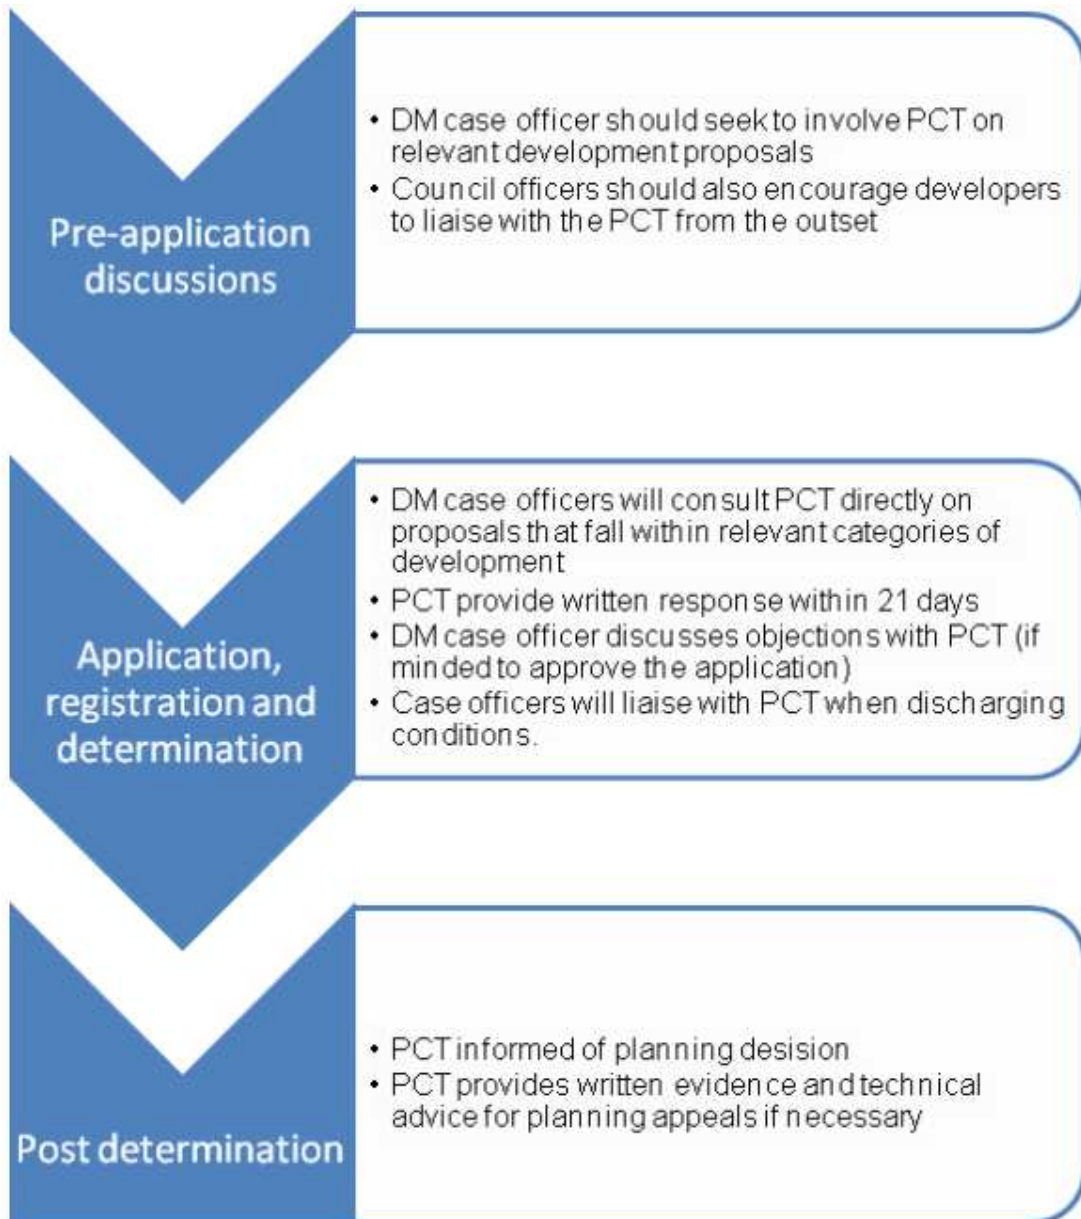 Pre-application
discussions
• DM case officer should seek to involve PCT on
relevant development proposals
• Council officers should also encourage developers
to liaise with the PCT from the outset
Application,
registration and
determination
• DM case officers will consult PCT directly on
proposals that fall within relevant categories of
development
• PCT provide written response within 21 days
• DM case officer discusses objections with PCT (if
minded to approve the application)
• Case officers will liaise with PCT when discharging
conditions.
Post determination
• PCT informed of planning desision
• PCT provides written evidence and technical
advice for planning appeals if necessary